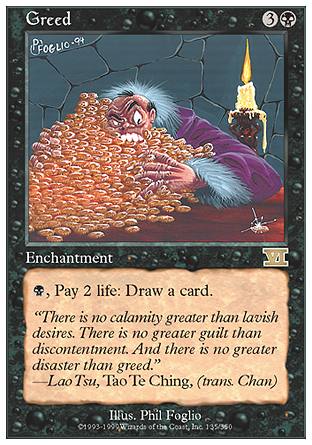 Greed 3
PHIL
FOGLIO-94
Enchantment VI
, Pay 2 life: Draw a card.
“There is no calamity greater than lavish
desires. There is no greater guilt than
discontentment. And there is no greater
disaster than greed.”
—Lao Tsu, Tao Te Ching, (trans. Chan)
Illus. Phil Foglio
©1993-1999 Wizards of the Coast, Inc. 135/350